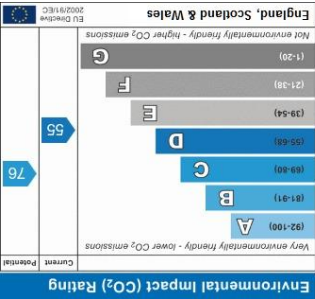 Environmental Impact (CO₂) Rating
Current Potential
Very environmentally friendly - lower CO₂ emissions
(92-100) A
(81-91) B
(69-80) C
(55-68) D
(39-54) E
(21-38) F
(1-20) G
55
76
Not environmentally friendly - higher CO₂ emissions
England, Scotland & Wales
EU Directive
2002/91/EC